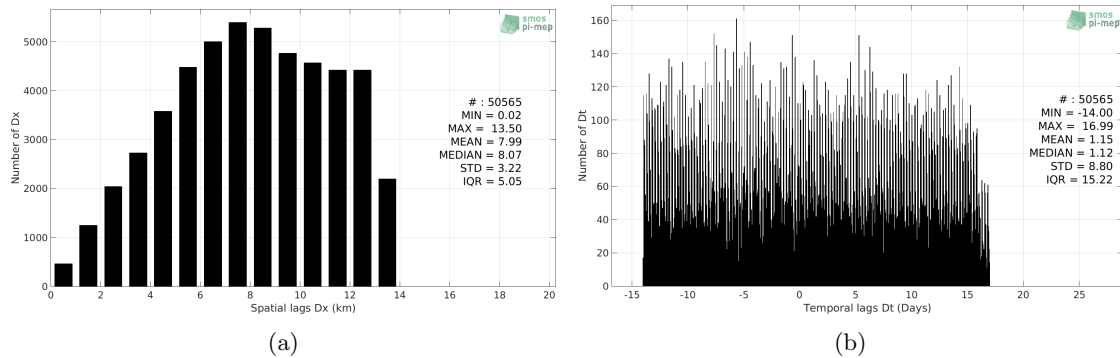 smos
pi-mep
Number of Dx
5000
4000
3000
2000
1000
0
# : 50565
MIN = 0.02
MAX = 13.50
MEAN = 7.99
MEDIAN = 8.07
STD = 3.22
IQR = 5.05
0 2 4 6 8 10 12 14 16 18 20
Spatial lags Dx (km)
(a)
smos
pi-mep
Number of Dt
160
140
120
100
80
60
40
20
0
# : 50565
MIN = -14.00
MAX = 16.99
MEAN = 1.15
MEDIAN = 1.12
STD = 8.80
IQR = 15.22
-15 -10 -5 0 5 10 15 20 25
Temporal lags Dt (Days)
(b)